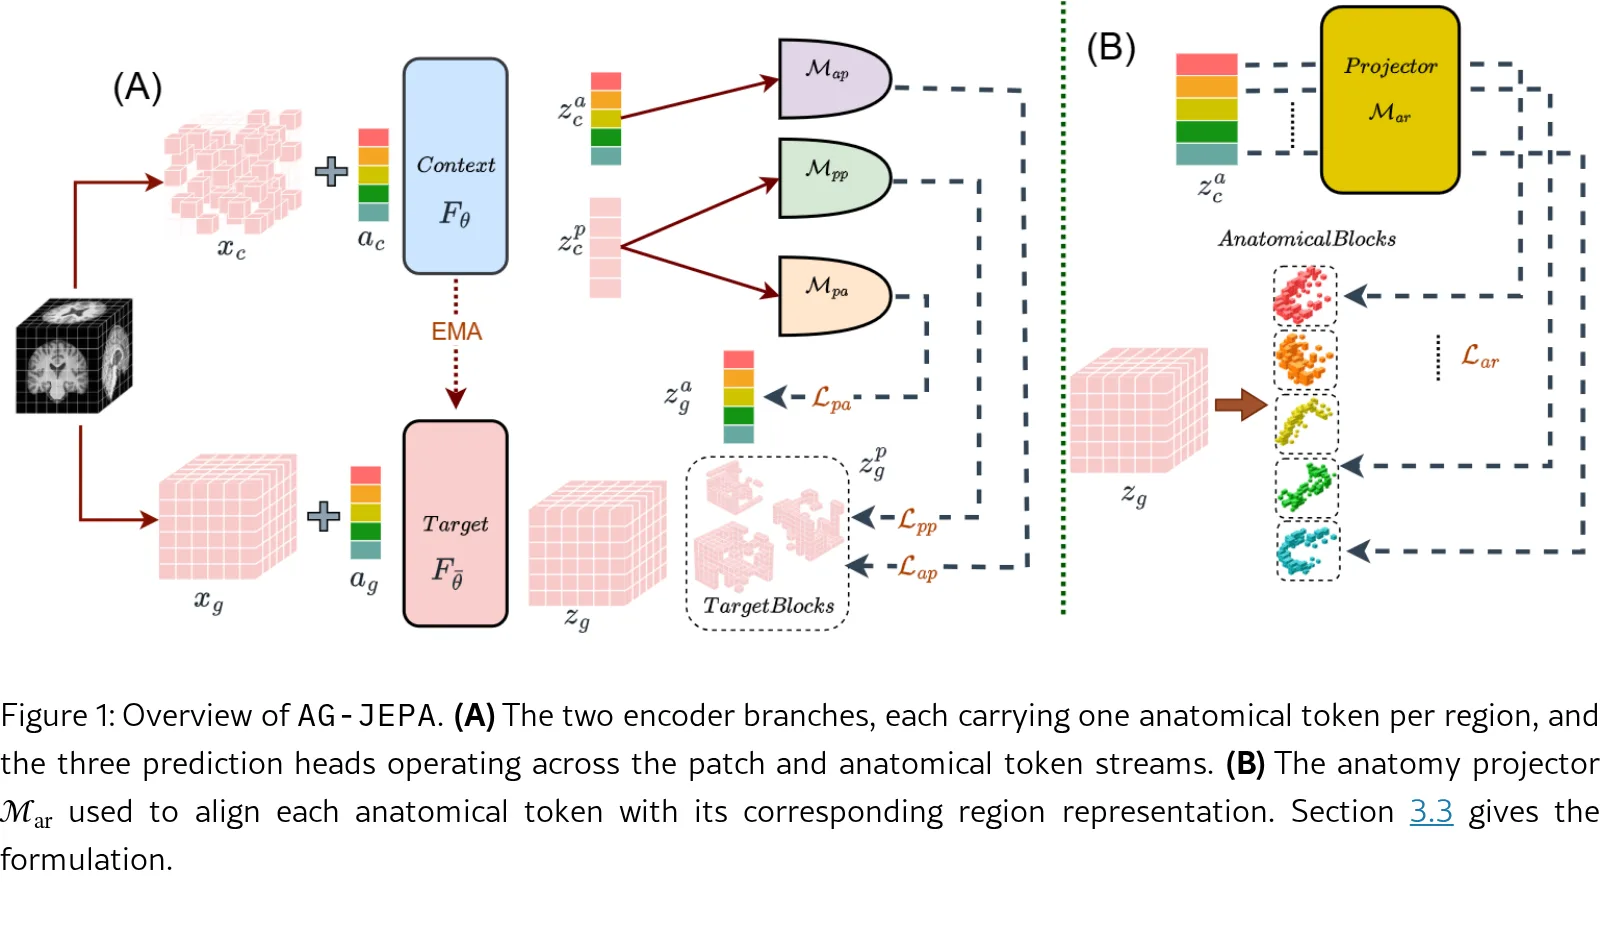 (A)
x_c
a_c
Context
F_θ
EMA
x_g
a_g
Target
F_θ̄
z_c^a
z_c^p
ℳ_ap
ℳ_pp
ℳ_pa
z_g^a
ℒ_pa
z_g^p
ℒ_pp
ℒ_ap
TargetBlocks
z_g
(B)
Projector
ℳ_ar
z_c^a
AnatomicalBlocks
ℒ_ar
z_g
Figure 1: Overview of AG-JEPA. (A) The two encoder branches, each carrying one anatomical token per region, and
the three prediction heads operating across the patch and anatomical token streams. (B) The anatomy projector
ℳ_ar used to align each anatomical token with its corresponding region representation. Section 3.3 gives the
formulation.